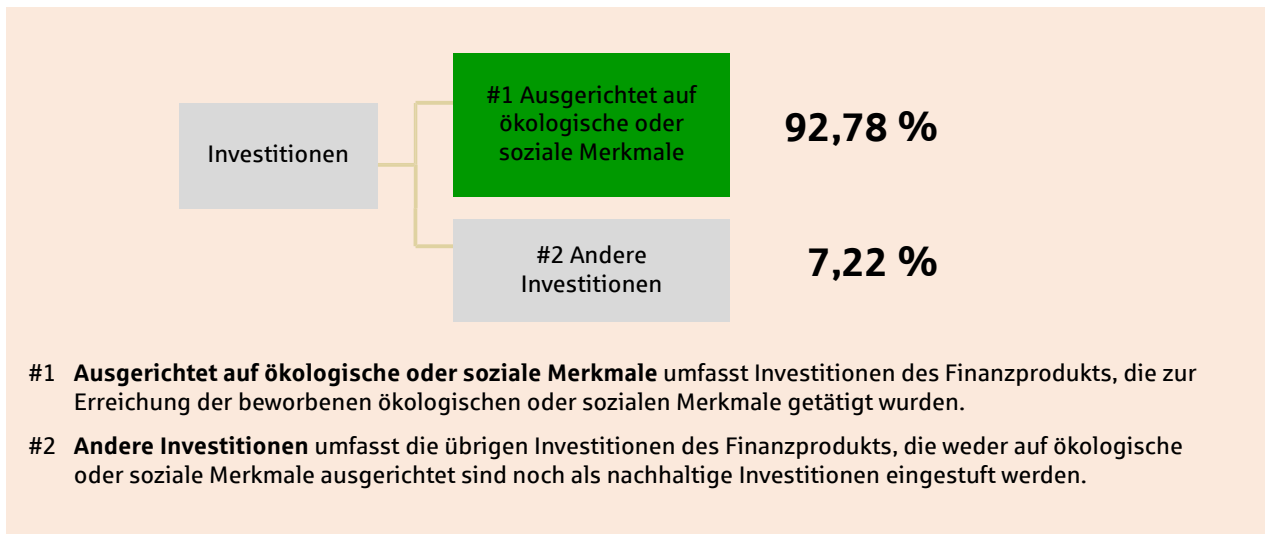 Investitionen
#1 Ausgerichtet auf
ökologische oder
soziale Merkmale
92,78 %
#2 Andere
Investitionen
7,22 %
#1 Ausgerichtet auf ökologische oder soziale Merkmale umfasst Investitionen des Finanzprodukts, die zur
Erreichung der beworbenen ökologischen oder sozialen Merkmale getätigt wurden.
#2 Andere Investitionen umfasst die übrigen Investitionen des Finanzprodukts, die weder auf ökologische
oder soziale Merkmale ausgerichtet sind noch als nachhaltige Investitionen eingestuft werden.